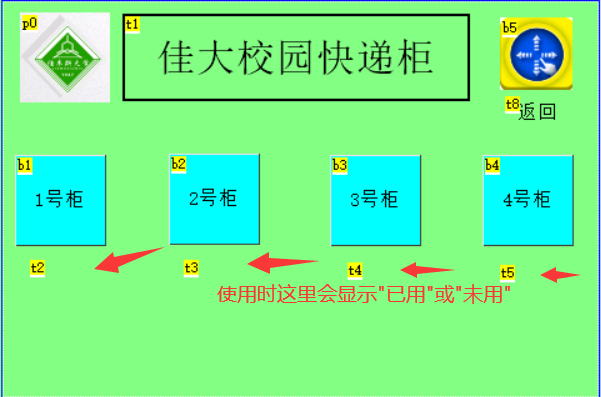 p0
t1
佳大校园快递柜
b5
t8
返回
b1
1号柜
b2
2号柜
b3
3号柜
b4
4号柜
t2
t3
t4
t5
使用时这里会显示"已用"或"未用"